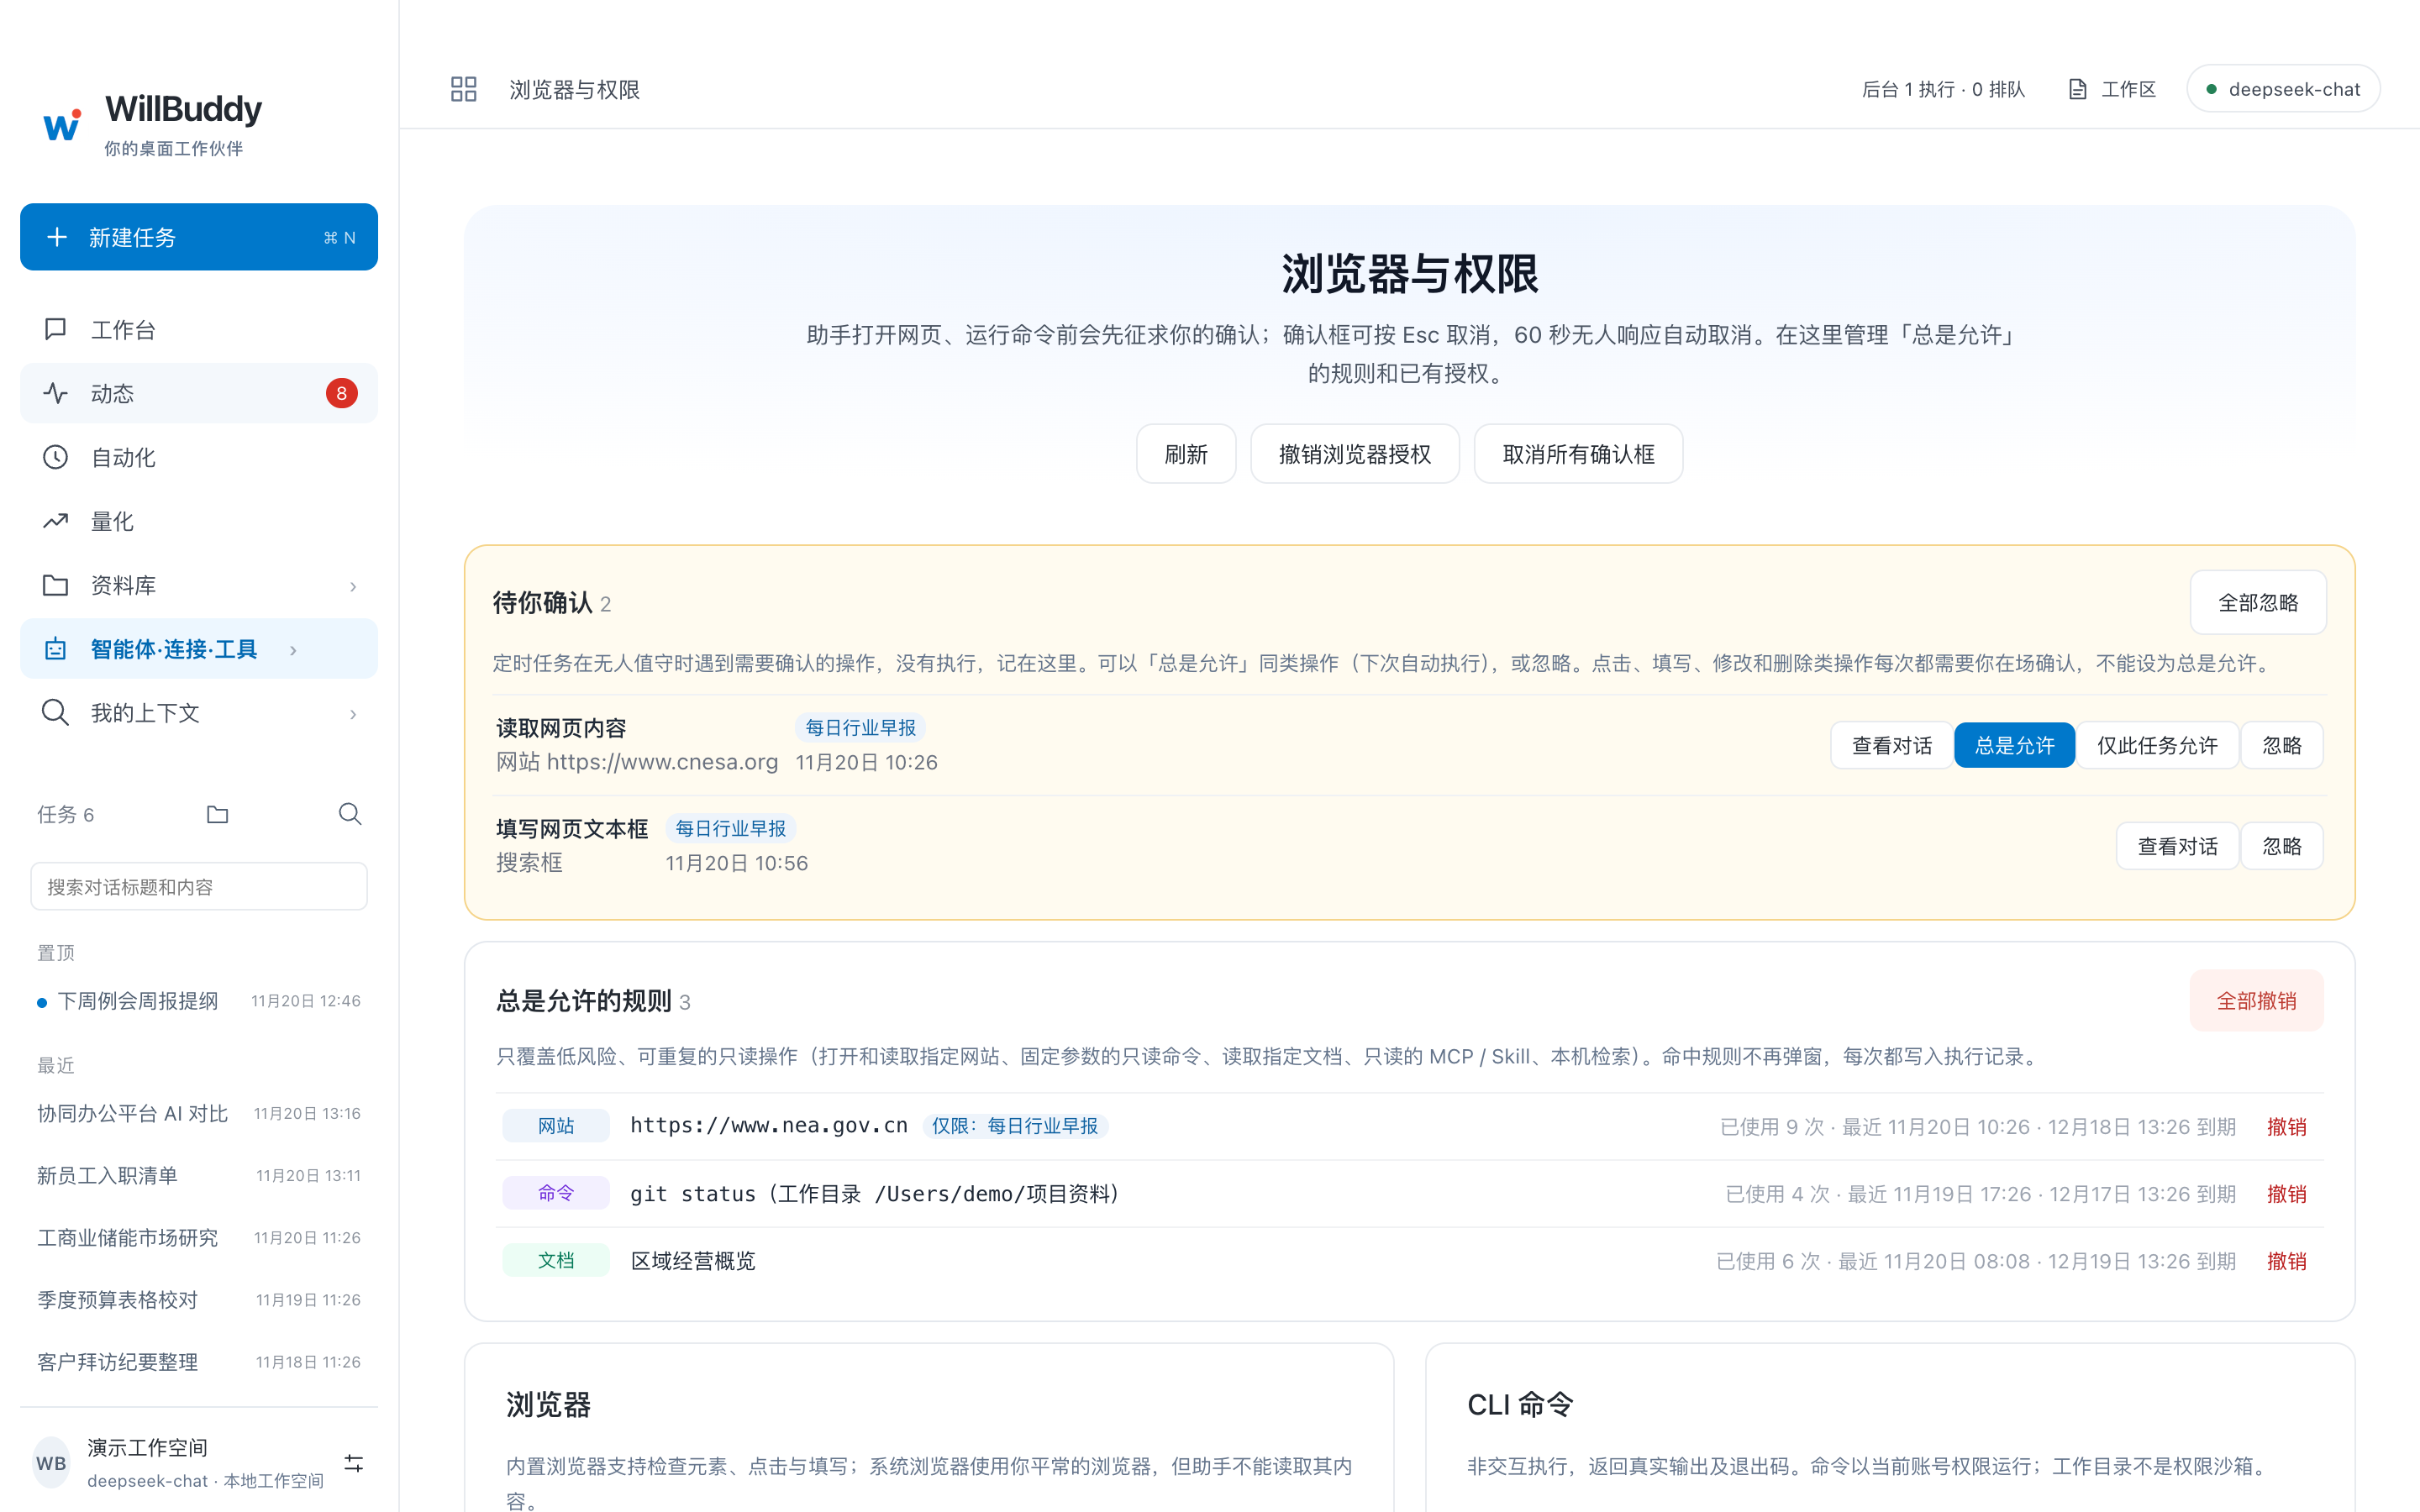 WillBuddy
你的桌面工作伙伴
新建任务 ⌘ N
工作台
动态 8
自动化
量化
资料库 ›
智能体·连接·工具 ›
我的上下文 ›
任务 6
搜索对话标题和内容
置顶
下周例会周报提纲 11月20日 12:46
最近
协同办公平台 AI 对比 11月20日 13:16
新员工入职清单 11月20日 13:11
工商业储能市场研究 11月20日 11:26
季度预算表格校对 11月19日 11:26
客户拜访纪要整理 11月18日 11:26
WB
演示工作空间
deepseek-chat · 本地工作空间
浏览器与权限
后台 1 执行 · 0 排队
工作区
deepseek-chat
浏览器与权限
助手打开网页、运行命令前会先征求你的确认；确认框可按 Esc 取消，60 秒无人响应自动取消。在这里管理「总是允许」
的规则和已有授权。
刷新 撤销浏览器授权 取消所有确认框
待你确认 2
全部忽略
定时任务在无人值守时遇到需要确认的操作，没有执行，记在这里。可以「总是允许」同类操作（下次自动执行），或忽略。点击、填写、修改和删除类操作每次都需要你在场确认，不能设为总是允许。
读取网页内容 每日行业早报
网站 https://www.cnesa.org 11月20日 10:26
查看对话 总是允许 仅此任务允许 忽略
填写网页文本框 每日行业早报
搜索框 11月20日 10:56
查看对话 忽略
总是允许的规则 3
全部撤销
只覆盖低风险、可重复的只读操作（打开和读取指定网站、固定参数的只读命令、读取指定文档、只读的 MCP / Skill、本机检索）。命中规则不再弹窗，每次都写入执行记录。
网站 https://www.nea.gov.cn 仅限：每日行业早报 已使用 9 次 · 最近 11月20日 10:26 · 12月18日 13:26 到期 撤销
命令 git status（工作目录 /Users/demo/项目资料） 已使用 4 次 · 最近 11月19日 17:26 · 12月17日 13:26 到期 撤销
文档 区域经营概览 已使用 6 次 · 最近 11月20日 08:08 · 12月19日 13:26 到期 撤销
浏览器
内置浏览器支持检查元素、点击与填写；系统浏览器使用你平常的浏览器，但助手不能读取其内
容。
CLI 命令
非交互执行，返回真实输出及退出码。命令以当前账号权限运行；工作目录不是权限沙箱。